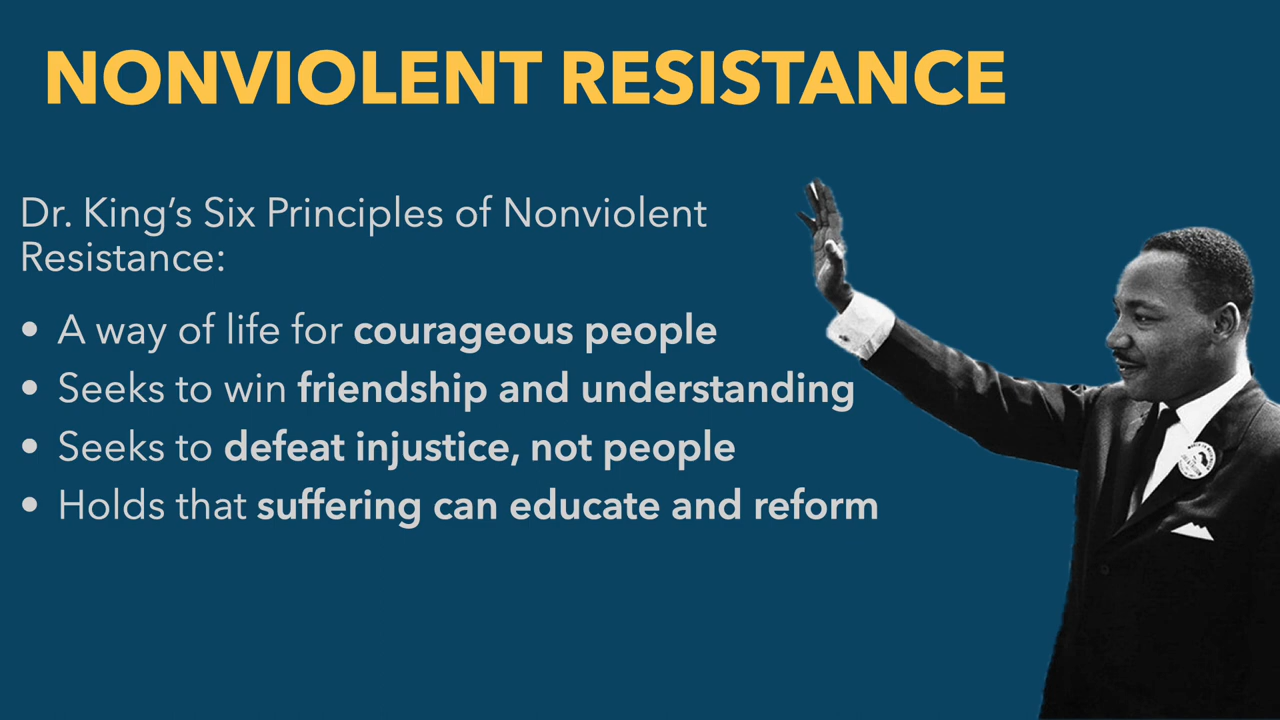 NONVIOLENT RESISTANCE
Dr. King’s Six Principles of Nonviolent
Resistance:
• A way of life for courageous people
• Seeks to win friendship and understanding
• Seeks to defeat injustice, not people
• Holds that suffering can educate and reform